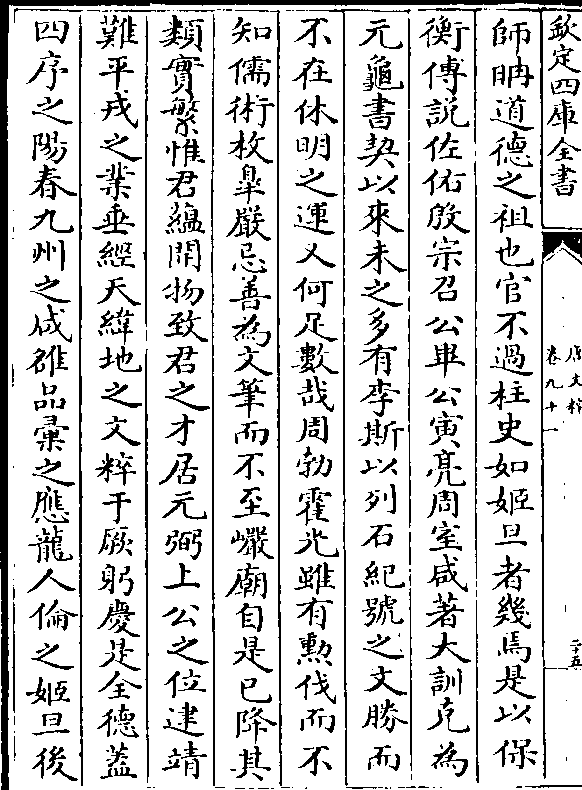 欽定四庫全書
唐文粹
卷九十一
二十五
師聃道德之祖也官不過柱史如姬旦者幾焉是以保
衡傅說佐佑殷宗召公畢公寅亮周室咸著大訓克為
元龜書契以來未之多有李斯以列石紀號之文勝而
不在休明之運又何足數哉周勃霍光雖有勲伐而不
知儒術枚臯嚴忌善為文筆而不至巖廟自是已降其
類實繁惟君藴開物致君之才居元弼上公之位建靖
難平戎之業垂經天緯地之文粹于厥躬慶是全德蓋
四序之陽春九州之咸雒品彙之應龍人倫之姬旦後